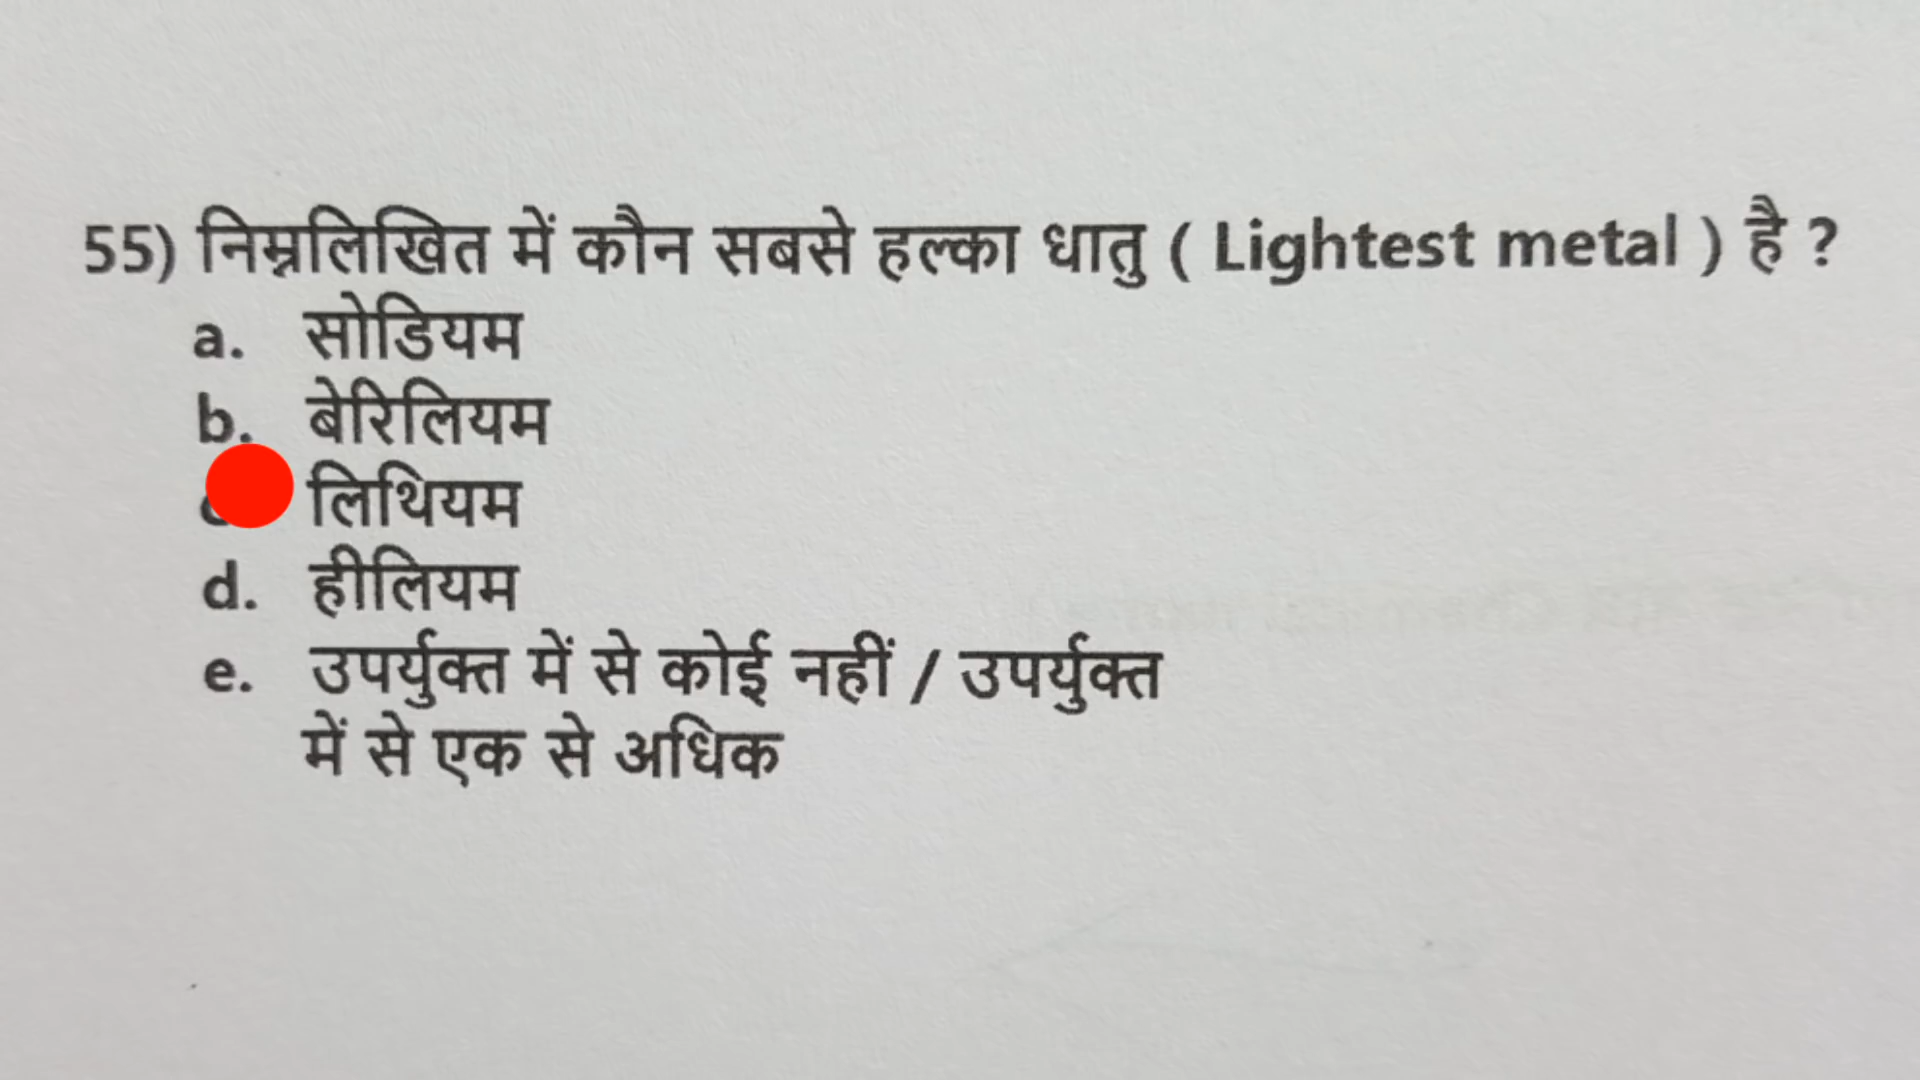 55) निम्नलिखित में कौन सबसे हल्का धातु ( Lightest metal ) है ?
a. सोडियम
b. बेरिलियम
लिथियम
d. हीलियम
e. उपर्युक्त में से कोई नहीं / उपर्युक्त
में से एक से अधिक